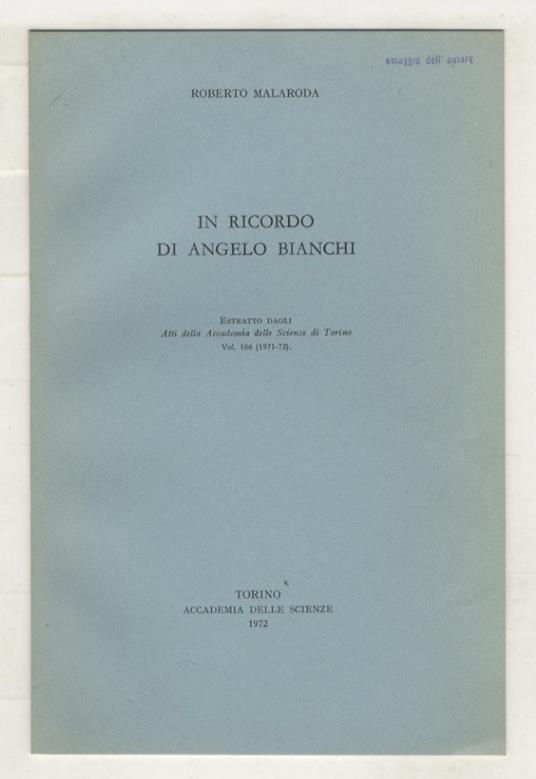 omaggio dell' autore
ROBERTO MALARODA
IN RICORDO
DI ANGELO BIANCHI
ESTRATTO DAGLI
Atti della Accademia delle Scienze di Torino
Vol. 106 (1971-72).
TORINO
ACCADEMIA DELLE SCIENZE
1972